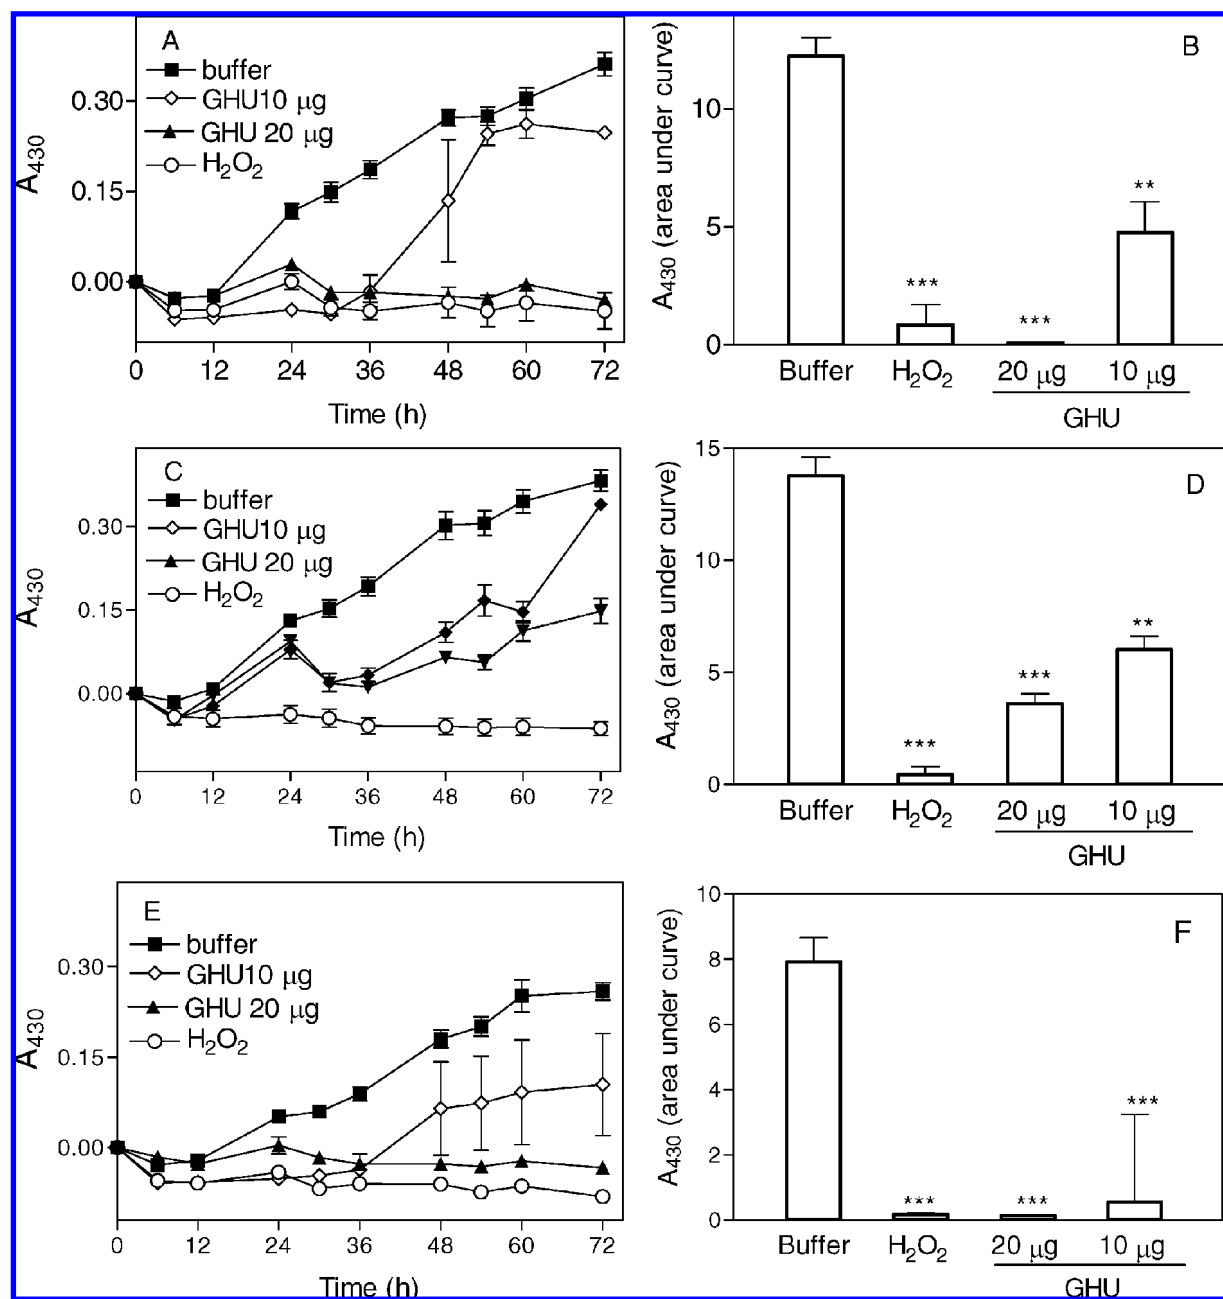 A
buffer
GHU10 μg
GHU 20 μg
H₂O₂
A₄₃₀
0.30
0.15
0.00
0 12 24 36 48 60 72
Time (h)
B
A₄₃₀ (area under curve)
10
5
0
***
***
**
Buffer H₂O₂ 20 μg 10 μg
GHU
C
buffer
GHU10 μg
GHU 20 μg
H₂O₂
A₄₃₀
0.30
0.15
0.00
0 12 24 36 48 60 72
Time (h)
D
A₄₃₀ (area under curve)
15
10
5
0
***
***
**
Buffer H₂O₂ 20 μg 10 μg
GHU
E
buffer
GHU10 μg
GHU 20 μg
H₂O₂
A₄₃₀
0.30
0.15
0.00
0 12 24 36 48 60 72
Time (h)
F
A₄₃₀ (area under curve)
10
8
6
4
2
0
***
***
***
Buffer H₂O₂ 20 μg 10 μg
GHU